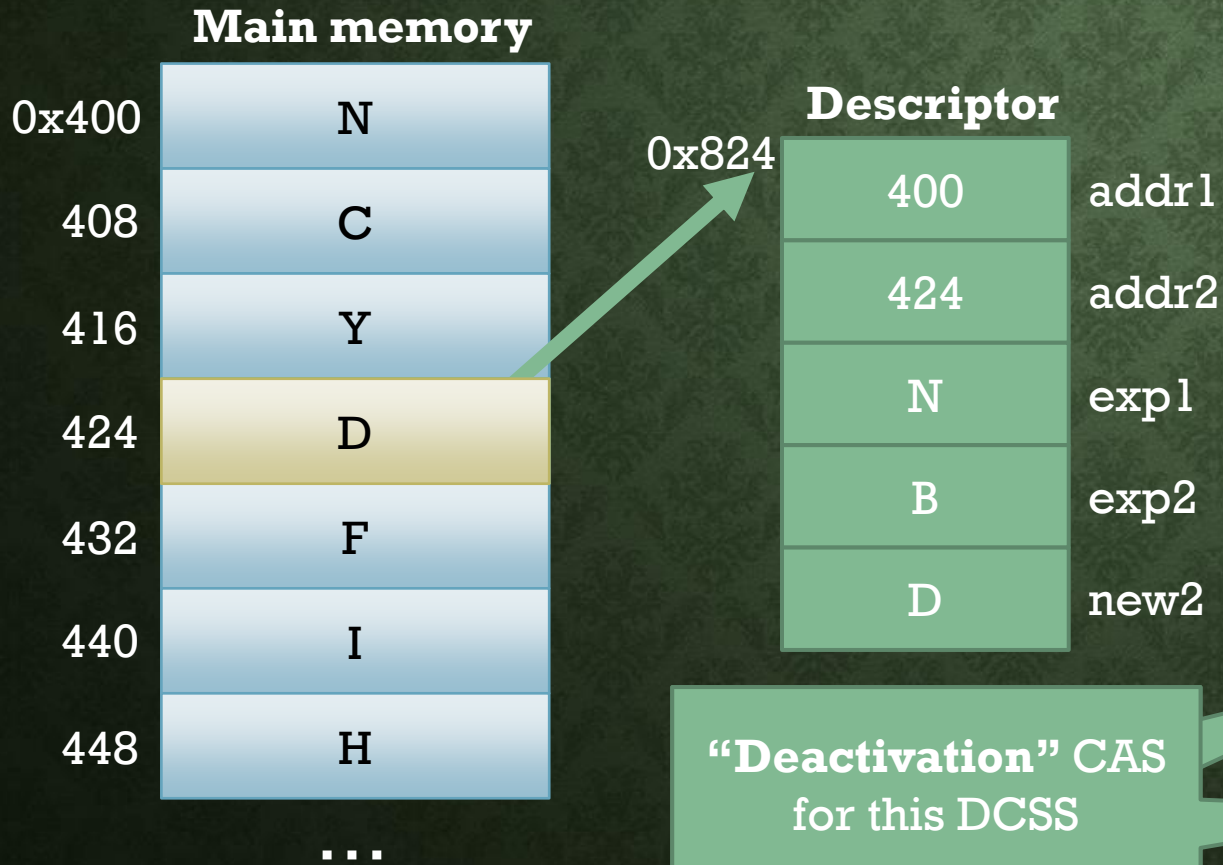 Main memory
0x400 N
408 C
416 Y
424 D
432 F
440 I
448 H
...
Descriptor
0x824
400 addr1
424 addr2
N exp1
B exp2
D new2
“Deactivation” CAS
for this DCSS